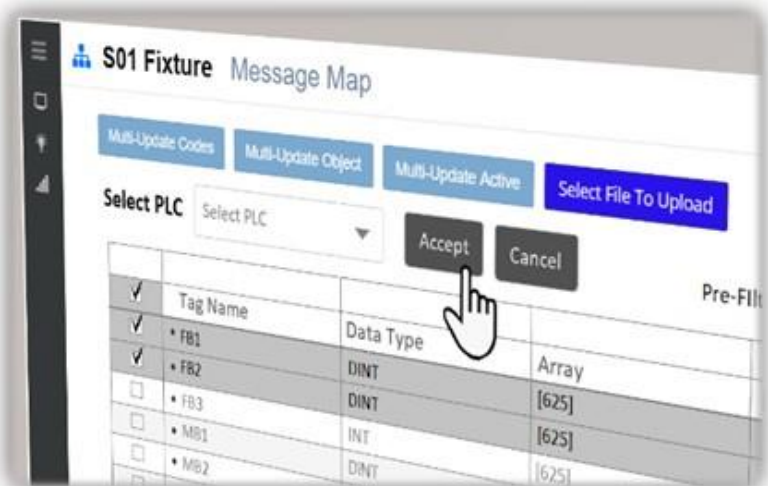 S01 Fixture Message Map
Multi-Update Codes Multi-Update Object Multi-Update Active Select File To Upload
Select PLC Select PLC Accept Cancel
Pre-FIlt
Tag Name Data Type Array
• FB1 DINT [625]
• FB2 DINT [625]
• FB3 INT [625]
• MB1 DINT
• MB2